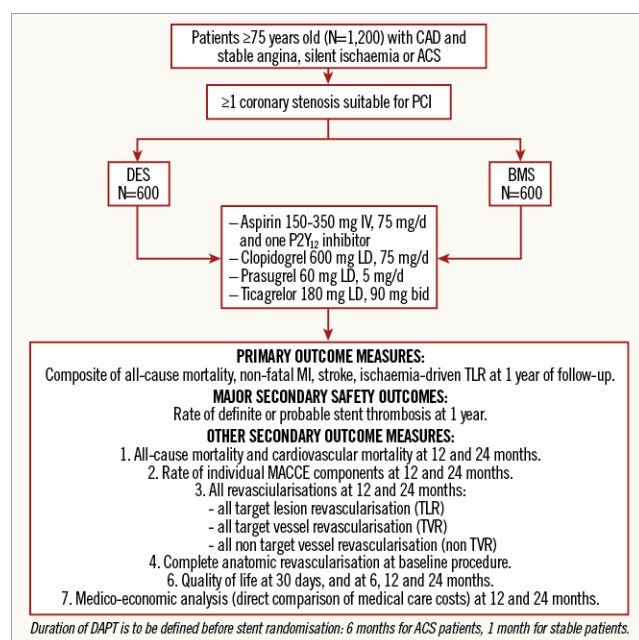 Patients ≥75 years old (N=1,200) with CAD and
stable angina, silent ischaemia or ACS
≥1 coronary stenosis suitable for PCI
DES
N=600
BMS
N=600
– Aspirin 150-350 mg IV, 75 mg/d
and one P2Y₁₂ inhibitor
– Clopidogrel 600 mg LD, 75 mg/d
– Prasugrel 60 mg LD, 5 mg/d
– Ticagrelor 180 mg LD, 90 mg bid
PRIMARY OUTCOME MEASURES:
Composite of all-cause mortality, non-fatal MI, stroke, ischaemia-driven TLR at 1 year of follow-up.
MAJOR SECONDARY SAFETY OUTCOMES:
Rate of definite or probable stent thrombosis at 1 year.
OTHER SECONDARY OUTCOME MEASURES:
1. All-cause mortality and cardiovascular mortality at 12 and 24 months.
2. Rate of individual MACCE components at 12 and 24 months.
3. All revascularisations at 12 and 24 months:
- all target lesion revascularisation (TLR)
- all target vessel revascularisation (TVR)
- all non target vessel revascularisation (non TVR)
4. Complete anatomic revascularisation at baseline procedure.
6. Quality of life at 30 days, and at 6, 12 and 24 months.
7. Medico-economic analysis (direct comparison of medical care costs) at 12 and 24 months.
Duration of DAPT is to be defined before stent randomisation: 6 months for ACS patients, 1 month for stable patients.